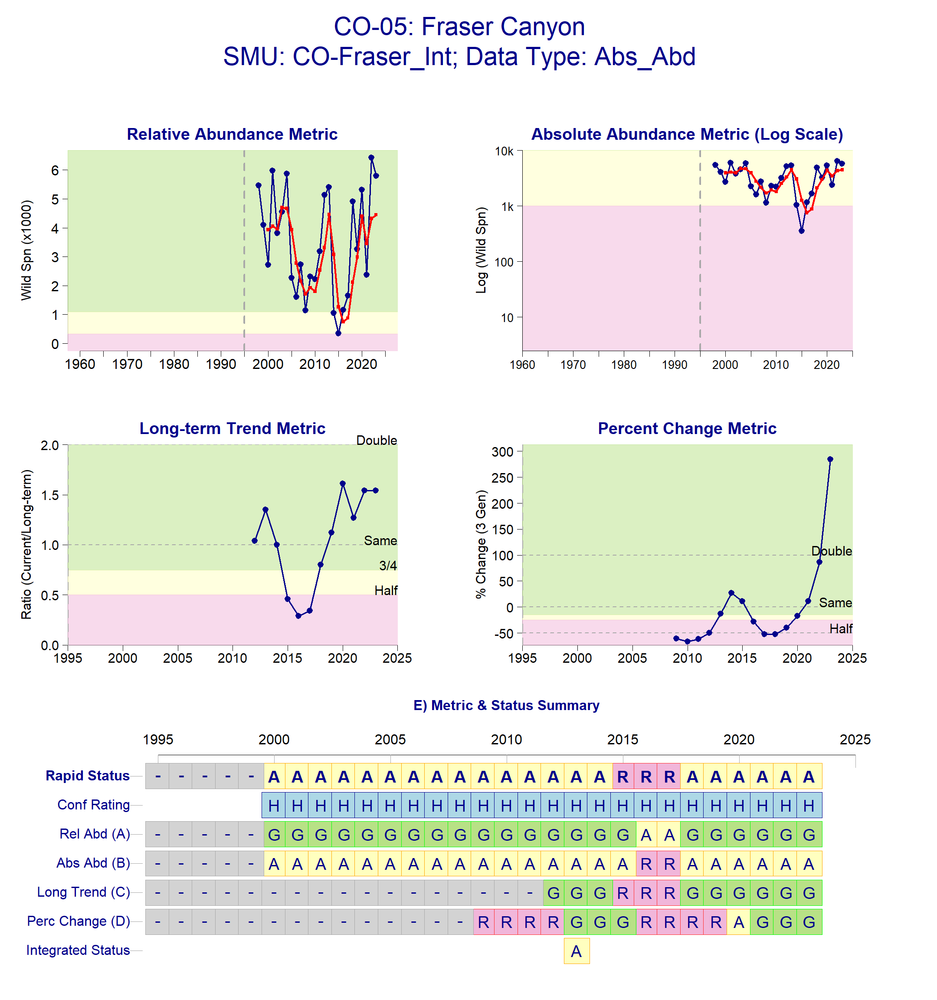 CO-05: Fraser Canyon
SMU: CO-Fraser_Int; Data Type: Abs_Abd
Relative Abundance Metric
Wild Spn (x1000)
6
5
4
3
2
1
0
1960 1970 1980 1990 2000 2010 2020
Absolute Abundance Metric (Log Scale)
Log (Wild Spn)
10k
1k
100
10
1960 1970 1980 1990 2000 2010 2020
Long-term Trend Metric
Ratio (Current/Long-term)
2.0
1.5
1.0
0.5
0.0
Double
Same
3/4
Half
1995 2000 2005 2010 2015 2020 2025
Percent Change Metric
% Change (3 Gen)
300
250
200
150
100
50
0
-50
Double
Same
Half
1995 2000 2005 2010 2015 2020 2025
E) Metric & Status Summary
1995 2000 2005 2010 2015 2020 2025
Rapid Status - - - - - A A A A A A A A A A A A A A A R R R A A A A A A
Conf Rating H H H H H H H H H H H H H H H H H H H H H H H H
Rel Abd (A) - - - - - G G G G G G G G G G G G G G G G A A G G G G G G
Abs Abd (B) - - - - - A A A A A A A A A A A A A A A A R R A A A A A A
Long Trend (C) - - - - - - - - - - - - - - - - - G G G R R R G G G G G G
Perc Change (D) - - - - - - - - - - - - - - R R R R G G G R R R R A G G G
Integrated Status A